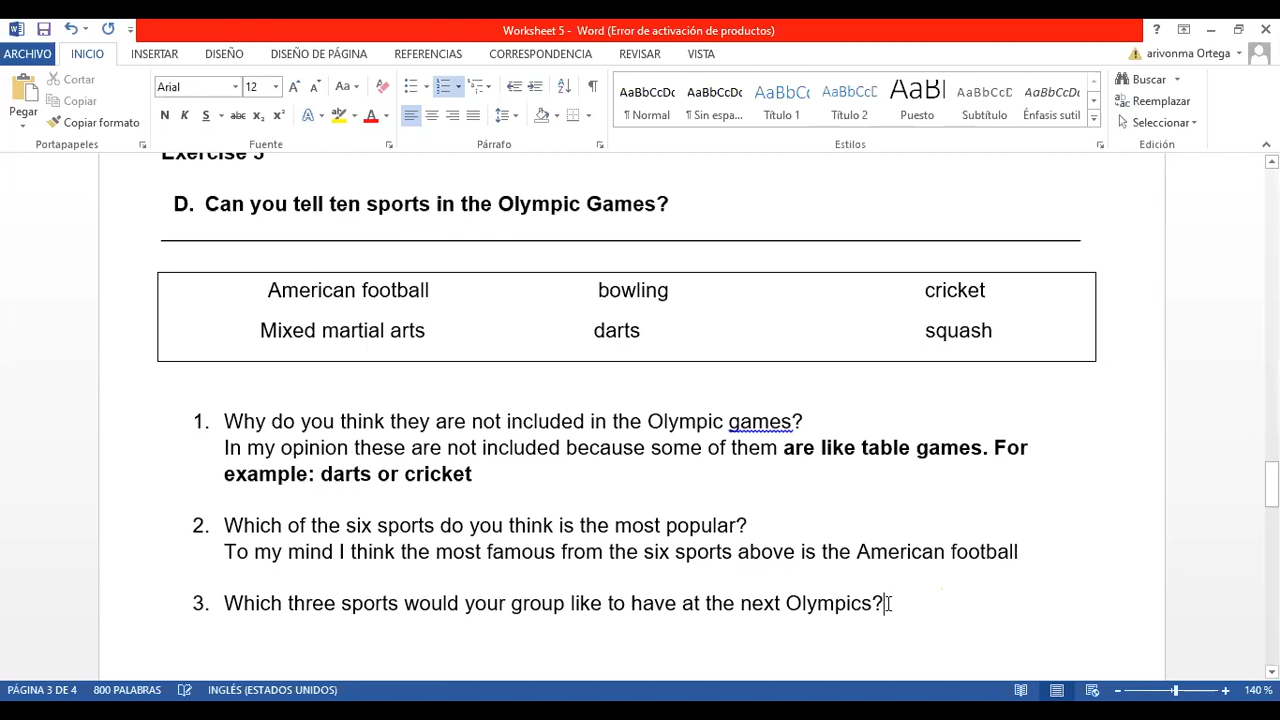 Worksheet 5 - Word (Error de activación de productos)
ARCHIVO INICIO INSERTAR DISEÑO DISEÑO DE PÁGINA REFERENCIAS CORRESPONDENCIA REVISAR VISTA arivonma Ortega
Pegar
Cortar
Copiar
Copiar formato
Portapapeles
Arial 12
N K S abc x₂ x²
Fuente
Párrafo
AaBbCcDc AaBbCcDc AaBbCc AaBbCcD AaBl AaBbCcD AaBbCcDc
¶ Normal ¶ Sin espa... Título 1 Título 2 Puesto Subtítulo Énfasis sutil
Estilos
Buscar
Reemplazar
Seleccionar
Edición
Exercise 5
D. Can you tell ten sports in the Olympic Games?
American football bowling cricket
Mixed martial arts darts squash
1. Why do you think they are not included in the Olympic games?
In my opinion these are not included because some of them are like table games. For
example: darts or cricket
2. Which of the six sports do you think is the most popular?
To my mind I think the most famous from the six sports above is the American football
3. Which three sports would your group like to have at the next Olympics?
PÁGINA 3 DE 4 800 PALABRAS INGLÉS (ESTADOS UNIDOS) 140 %